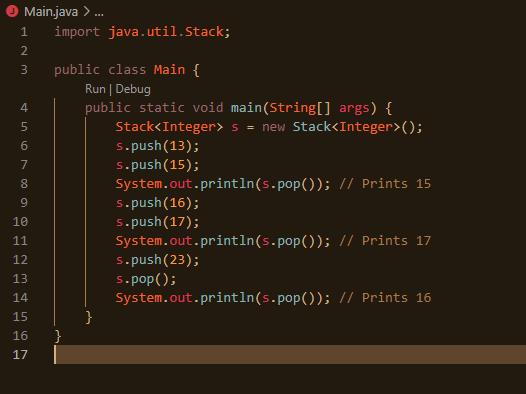 Main.java > ...
1 import java.util.Stack;
2
3 public class Main {
Run | Debug
4     public static void main(String[] args) {
5         Stack<Integer> s = new Stack<Integer>();
6         s.push(13);
7         s.push(15);
8         System.out.println(s.pop()); // Prints 15
9         s.push(16);
10         s.push(17);
11         System.out.println(s.pop()); // Prints 17
12         s.push(23);
13         s.pop();
14         System.out.println(s.pop()); // Prints 16
15     }
16 }
17